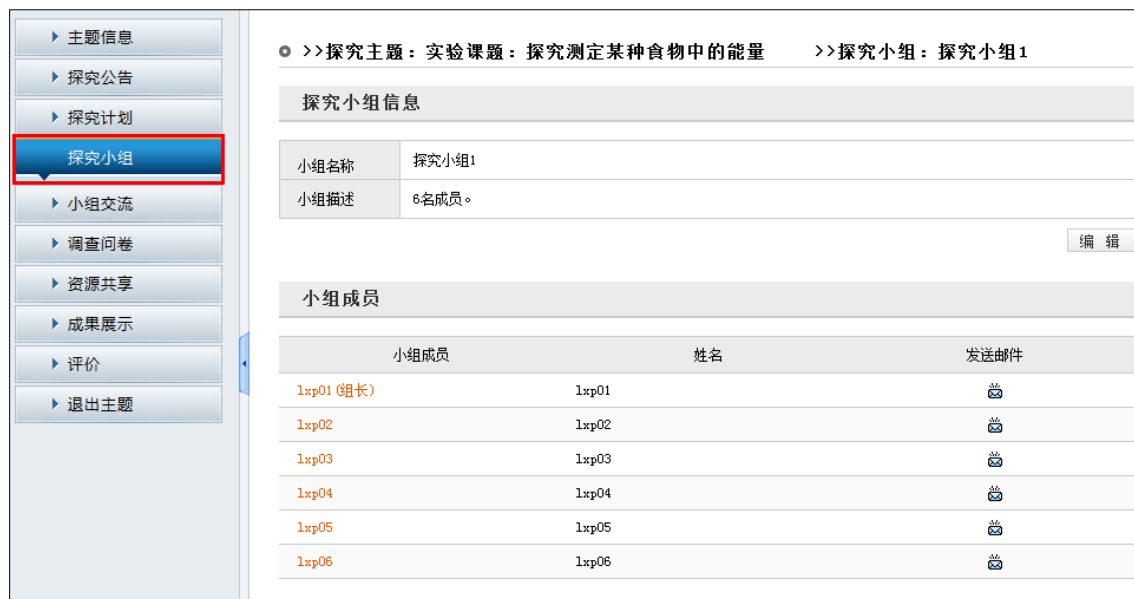 主题信息
探究公告
探究计划
探究小组
小组交流
调查问卷
资源共享
成果展示
评价
退出主题
>>探究主题：实验课题：探究测定某种食物中的能量 >>探究小组：探究小组1
探究小组信息
小组名称 探究小组1
小组描述 6名成员。
编 辑
小组成员
小组成员 姓名 发送邮件
lxp01(组长) lxp01
lxp02 lxp02
lxp03 lxp03
lxp04 lxp04
lxp05 lxp05
lxp06 lxp06